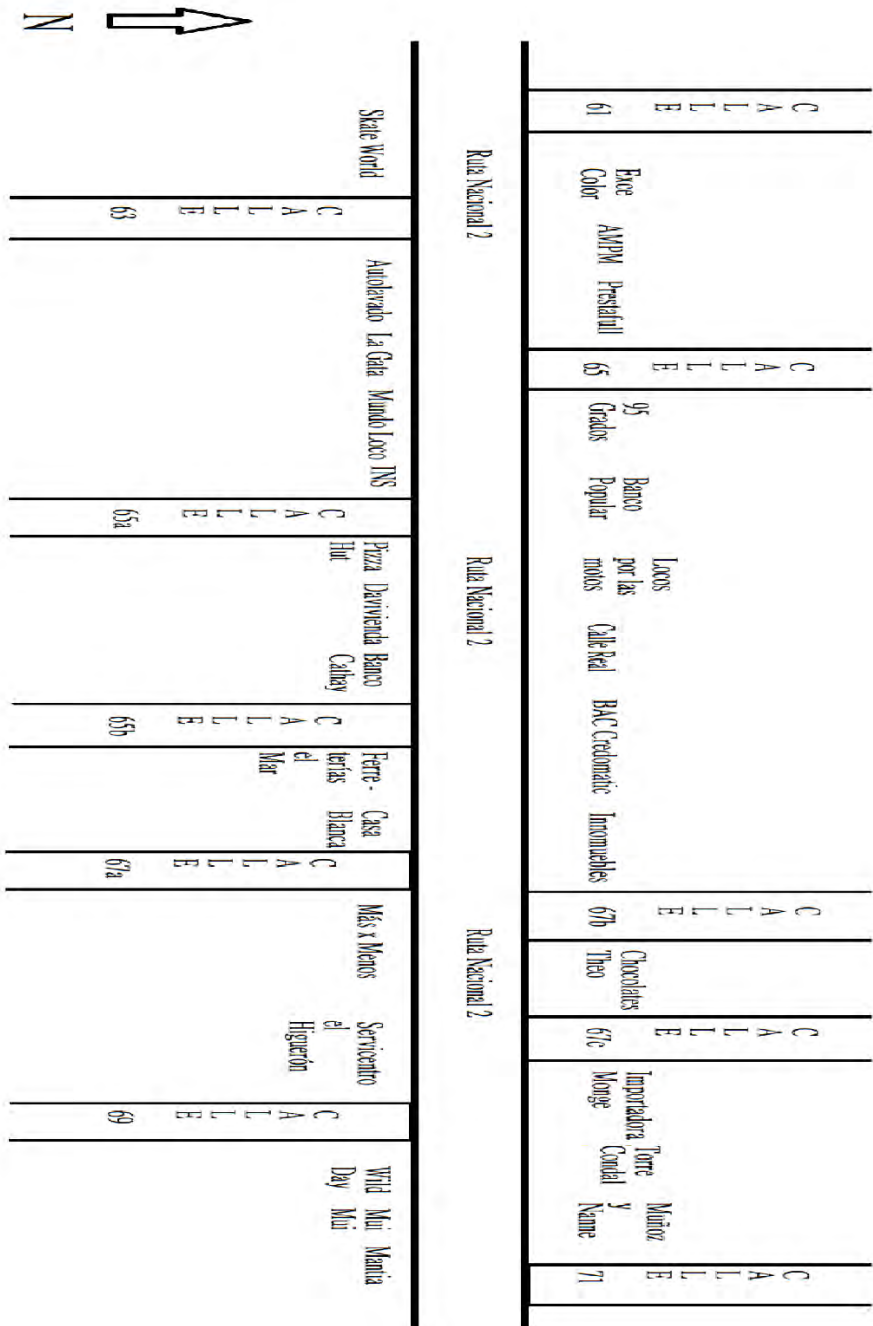 C A L L E
61
Exce
Color
AMPM
Prestafull
C A L L E
65
95
Grados
Banco
Popular
Locos
por las
motos
Calle Real
BAC Credomatic
Innomuebles
C A L L E
67b
Chocolates
Theo
C A L L E
67c
Importadora
Monge
Torre
Condal
Muñoz
y
Nanne
C A L L E
71
Ruta Nacional 2
Ruta Nacional 2
Ruta Nacional 2
Skate World
C A L L E
63
Autolavado La Gata Mundo Loco INS
C A L L E
65a
Pizza
Hut
Davivienda
Banco
Cathay
C A L L E
65b
Ferre-
terías
el
Mar
Casa
Blanca
C A L L E
67a
Más x Menos
Servicentro
el
Higuerón
C A L L E
69
Wild
Day
Mui
Mui
Mantia
N